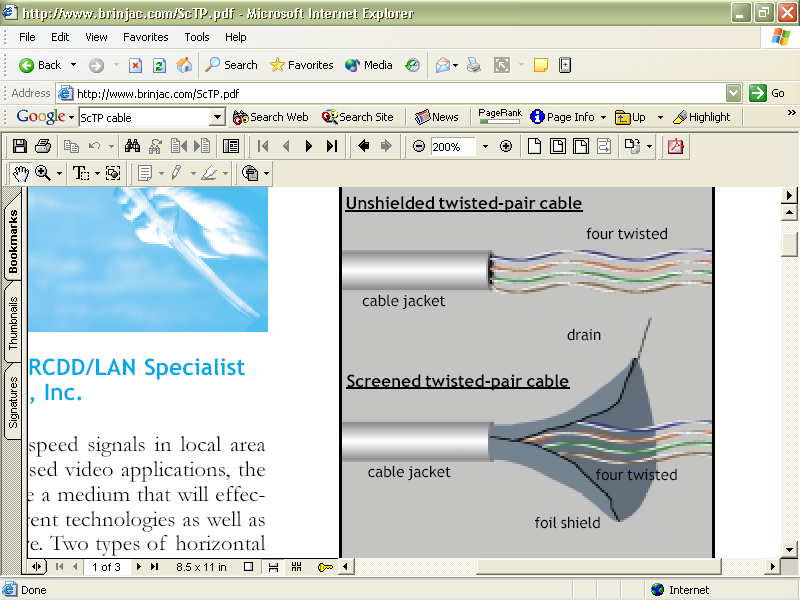 http://www.brinjac.com/ScTP.pdf - Microsoft Internet Explorer
File Edit View Favorites Tools Help
Back Search Favorites Media
Address http://www.brinjac.com/ScTP.pdf Go
Google ScTP cable Search Web Search Site News PageRank Page Info Up Highlight »
200%
Bookmarks
Thumbnails
Signatures
RCDD/LAN Specialist
, Inc.
speed signals in local area
sed video applications, the
e a medium that will effec-
rent technologies as well as
re. Two types of horizontal
Unshielded twisted-pair cable
four twisted
cable jacket
drain
Screened twisted-pair cable
cable jacket
four twisted
foil shield
1 of 3 8.5 x 11 in
Done Internet